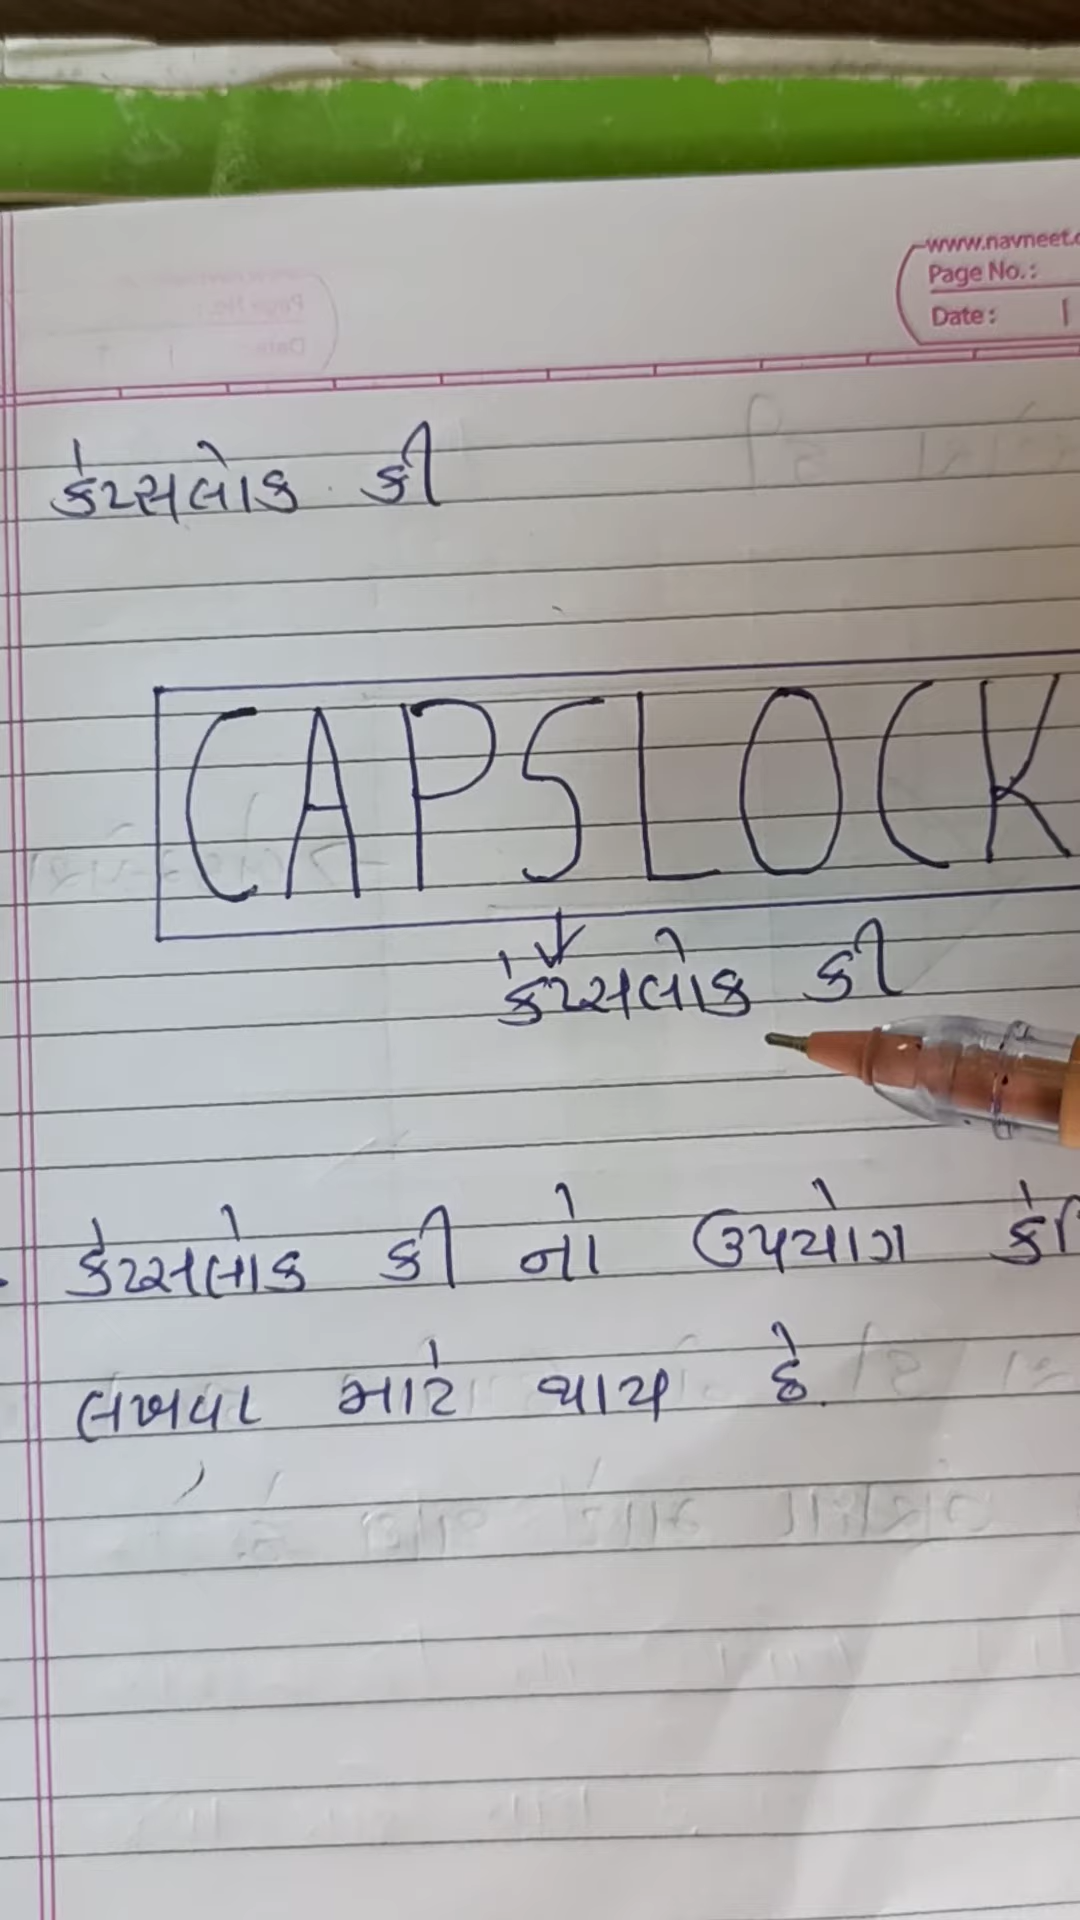 www.navneet.
Page No.:
Date:
કેપ્સલોક કી
CAPSLOCK
કેપ્સલોક કી
કેપ્સલોક કી નો ઉપયોગ
લખવા માટે થાય છે.